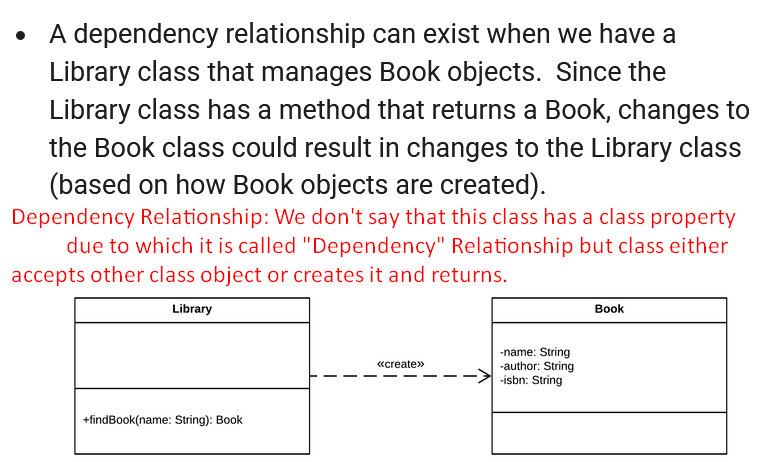 • A dependency relationship can exist when we have a
Library class that manages Book objects.  Since the
Library class has a method that returns a Book, changes to
the Book class could result in changes to the Library class
(based on how Book objects are created).
Dependency Relationship: We don't say that this class has a class property
due to which it is called "Dependency" Relationship but class either
accepts other class object or creates it and returns.
Library
+findBook(name: String): Book
«create»
Book
-name: String
-author: String
-isbn: String